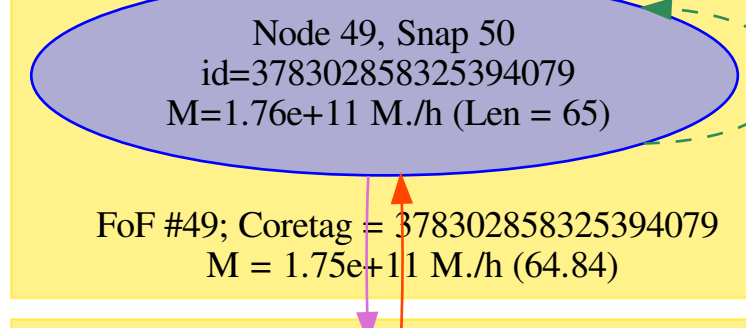 Node 49, Snap 50
id=378302858325394079
M=1.76e+11 M./h (Len = 65)
FoF #49; Coretag = 378302858325394079
M = 1.75e+11 M./h (64.84)